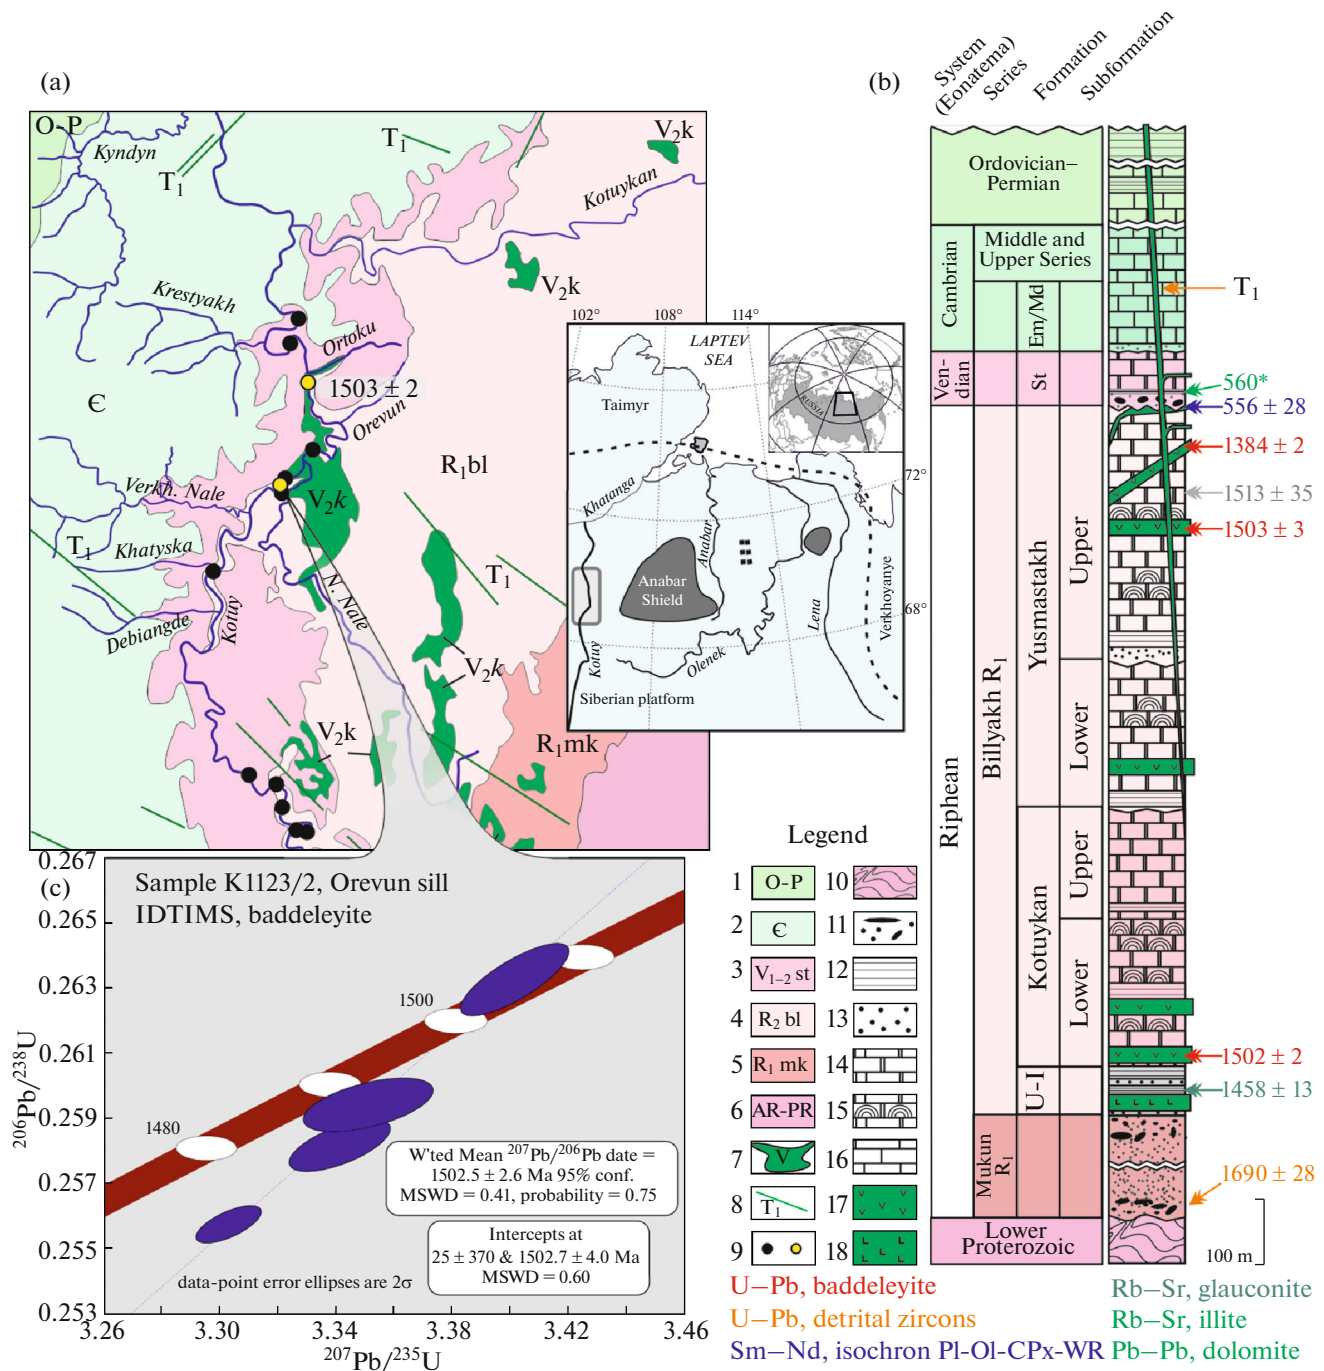 (a)
O-P
Kyndyn
T₁
T₁
V₂k
Kotuykan
V₂k
Krestyakh
Ortoku
1503 ± 2
Orevun
Є
R₁bl
Verkh. Nale
V₂k
T₁
Khatyska
T₁
N. Nale
Debiangde
Kotuy
V₂k
V₂k
R₁mk
102°
108°
114°
LAPTEV
SEA
RUSSIA
Taimyr
72°
Khatanga
Anabar
Anabar
Shield
Lena
Verkhoyanye
68°
Kotuy
Olenek
Siberian platform
(b)
System
(Eonatema)
Series
Formation
Subformation
Ordovician–
Permian
Cambrian
Middle and
Upper Series
Em/Md
T₁
Ven-
dian
St
560*
556 ± 28
1384 ± 2
1513 ± 35
1503 ± 3
Riphean
Billyakh R₁
Yusmastakh
Upper
Lower
Kotuykan
Upper
Lower
1502 ± 2
U-I
1458 ± 13
Mukun
R₁
1690 ± 28
Lower
Proterozoic
100 m
(c)
Sample K1123/2, Orevun sill
IDTIMS, baddeleyite
0.267
0.265
0.263
0.261
0.259
0.257
0.255
0.253
²⁰⁶Pb/²³⁸U
1500
1480
W'ted Mean ²⁰⁷Pb/²⁰⁶Pb date =
1502.5 ± 2.6 Ma 95% conf.
MSWD = 0.41, probability = 0.75
Intercepts at
25 ± 370 & 1502.7 ± 4.0 Ma
MSWD = 0.60
data-point error ellipses are 2σ
3.26 3.30 3.34 3.38 3.42 3.46
²⁰⁷Pb/²³⁵U
Legend
1 O-P 10
2 Є 11
3 V₁₋₂ st 12
4 R₂ bl 13
5 R₁ mk 14
6 AR-PR 15
7 V 16
8 T₁ 17
9 18
U–Pb, baddeleyite
U–Pb, detrital zircons
Sm–Nd, isochron Pl-Ol-CPx-WR
Rb–Sr, glauconite
Rb–Sr, illite
Pb–Pb, dolomite